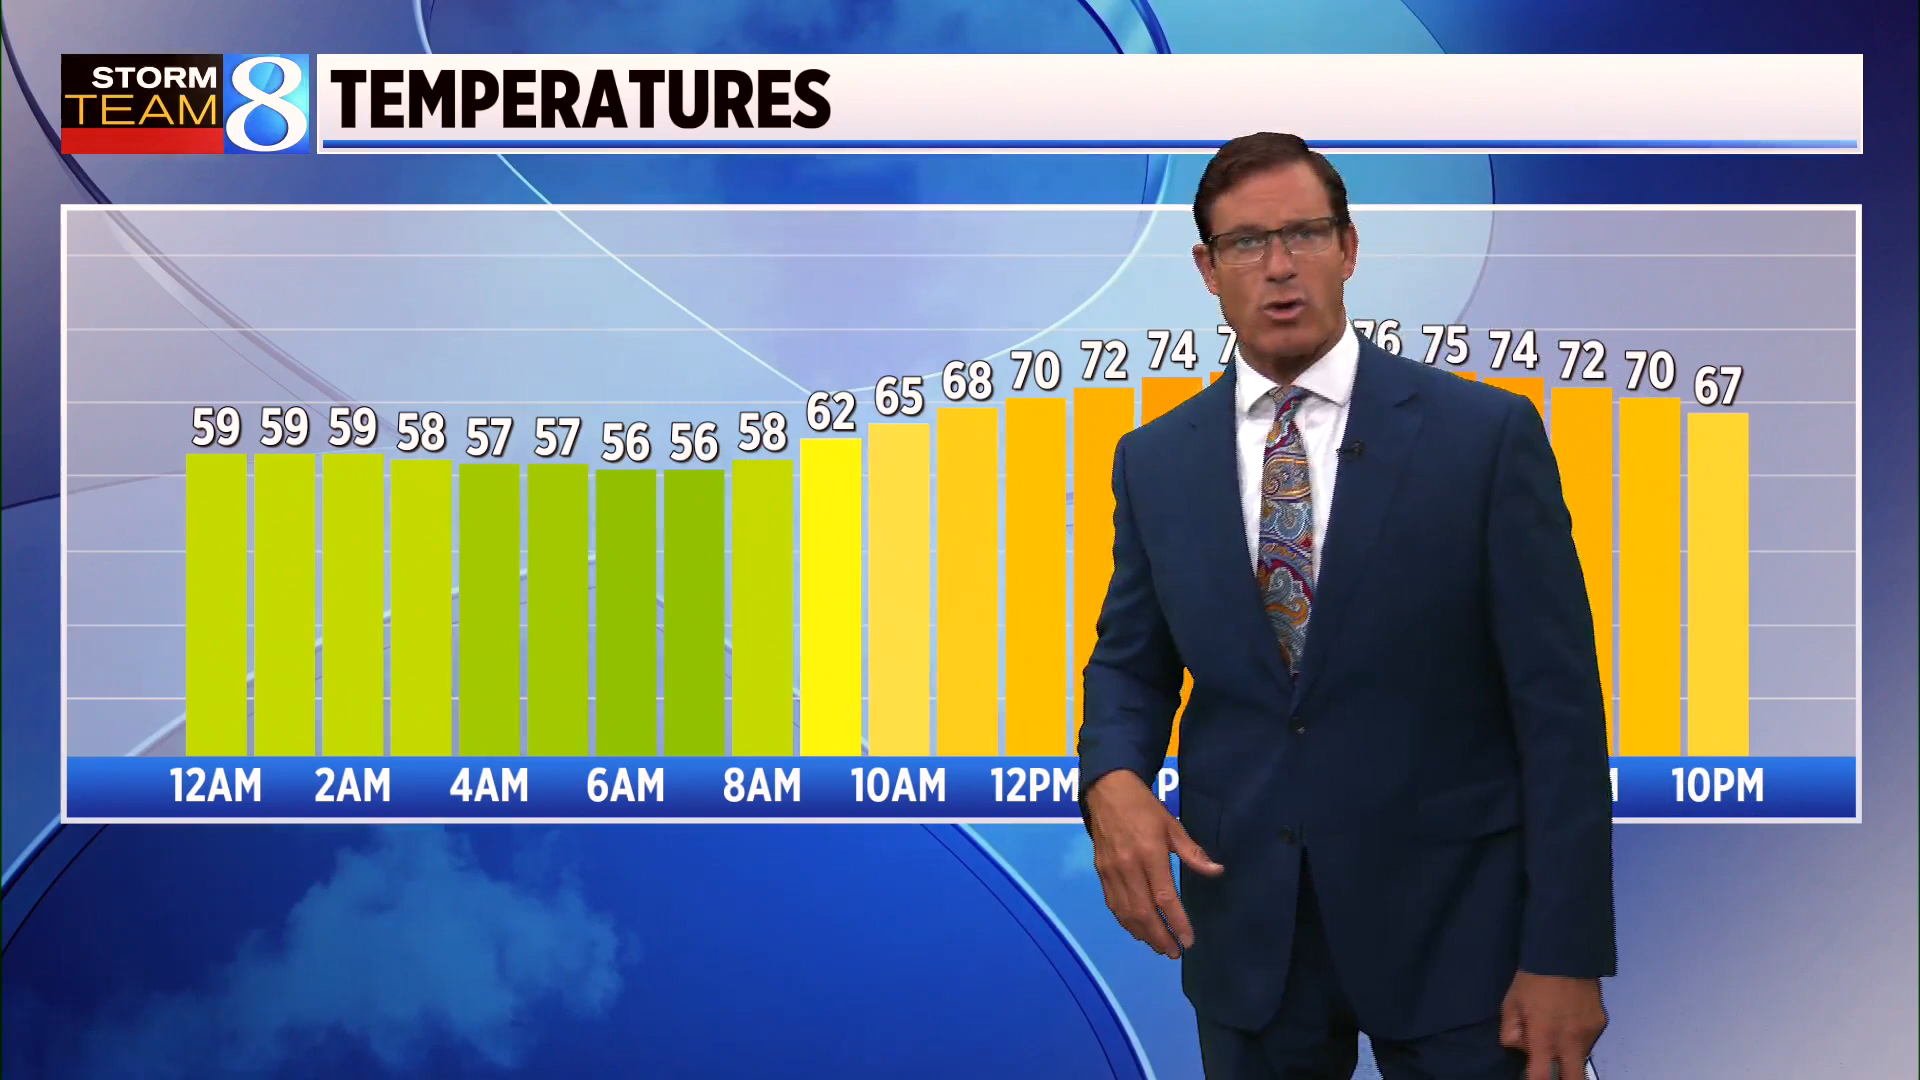 STORM
TEAM 8
TEMPERATURES
59 59 59 58 57 57 56 56 58 62 65 68 70 72 74 76 75 74 72 70 67
12AM 2AM 4AM 6AM 8AM 10AM 12PM 10PM